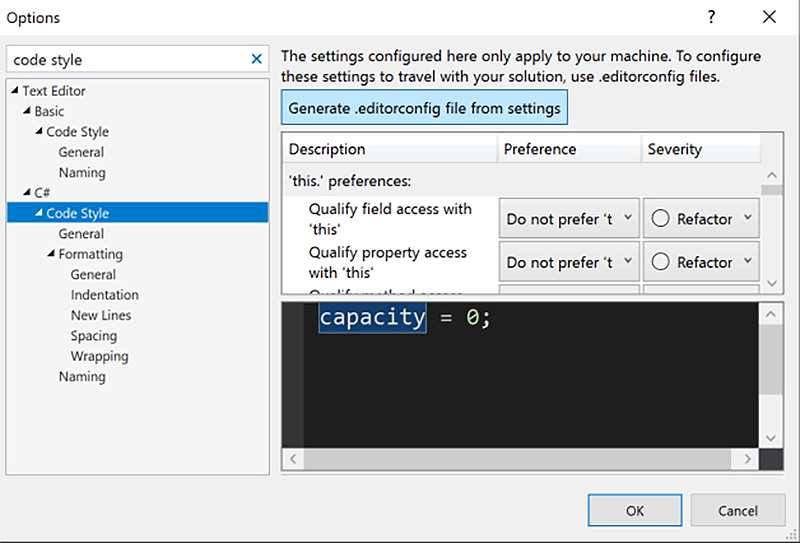 Options
code style
Text Editor
Basic
Code Style
General
Naming
C#
Code Style
General
Formatting
General
Indentation
New Lines
Spacing
Wrapping
Naming
The settings configured here only apply to your machine. To configure
these settings to travel with your solution, use .editorconfig files.
Generate .editorconfig file from settings
Description Preference Severity
'this.' preferences:
Qualify field access with
'this'
Do not prefer 't
Refactor
Qualify property access
with 'this'
Do not prefer 't
Refactor
capacity = 0;
OK
Cancel